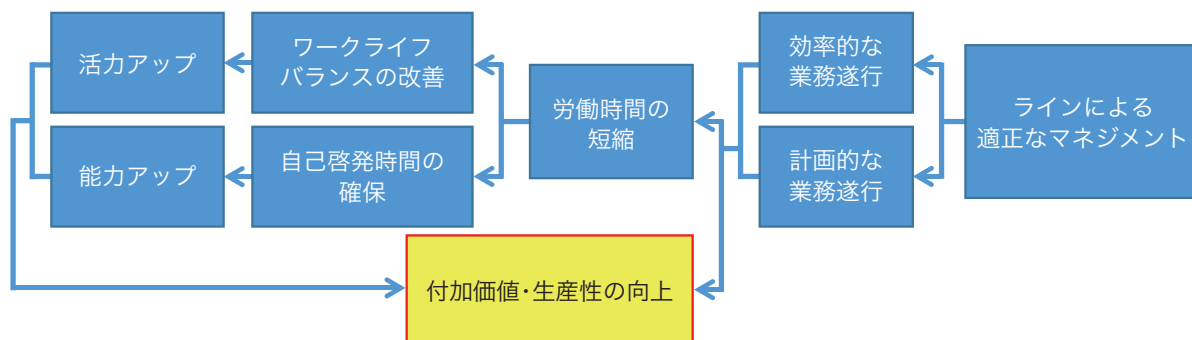 活力アップ
ワークライフ
バランスの改善
労働時間の
短縮
効率的な
業務遂行
ラインによる
適正なマネジメント
能力アップ
自己啓発時間の
確保
計画的な
業務遂行
付加価値・生産性の向上